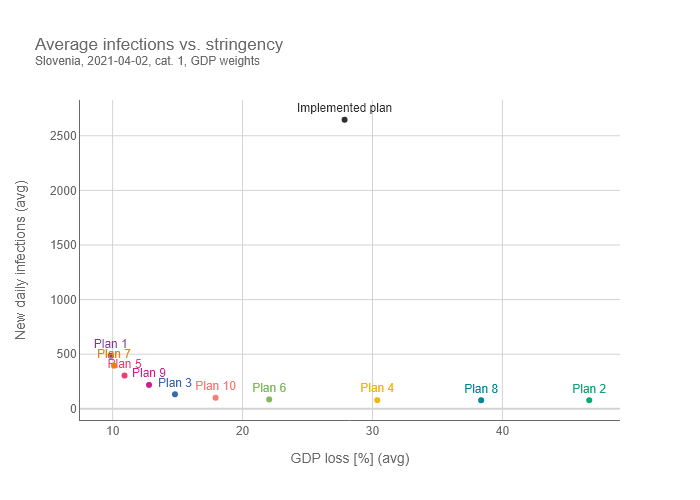 Average infections vs. stringency
Slovenia, 2021-04-02, cat. 1, GDP weights
Implemented plan
2500
2000
1500
1000
500
0
New daily infections (avg)
Plan 1
Plan 7
Plan 5
Plan 9
Plan 3
Plan 10
Plan 6
Plan 4
Plan 8
Plan 2
10
20
30
40
GDP loss [%] (avg)